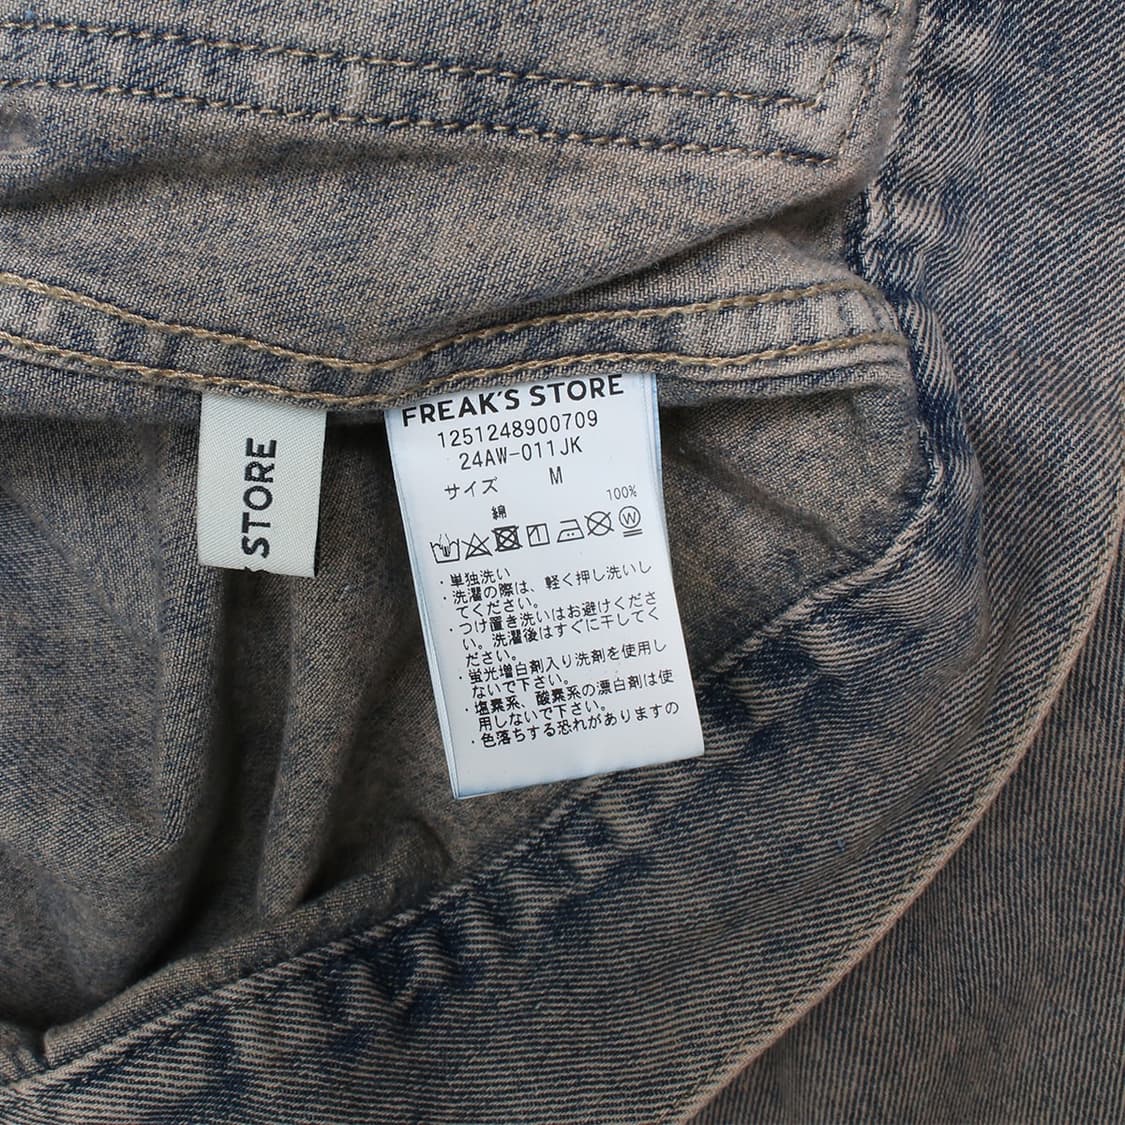 STORE
FREAK'S STORE
1251248900709
24AW-011JK
サイズ M
100%
綿
・単独洗い
・洗濯の際は、軽く押し洗いし
てください。
・つけ置き洗いはお避けくださ
い。洗濯後はすぐに干してく
ださい。
・蛍光増白剤入り洗剤を使用し
ないで下さい。
・塩素系、酸素系の漂白剤は使
用しないで下さい。
・色落ちする恐れがありますの